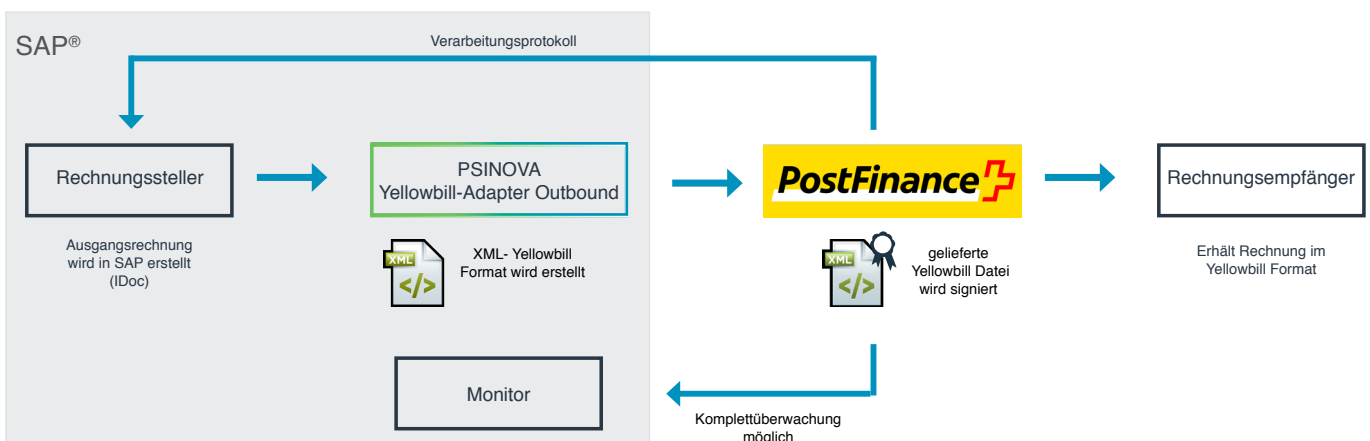 SAP®
Verarbeitungsprotokoll
Rechnungssteller
PSINOVA
Yellowbill-Adapter Outbound
PostFinance
Rechnungsempfänger
Ausgangsrechnung
wird in SAP erstellt
(IDoc)
XML
</>
XML- Yellowbill
Format wird erstellt
XML
</>
gelieferte
Yellowbill Datei
wird signiert
Erhält Rechnung im
Yellowbill Format
Monitor
Komplettüberwachung
möglich